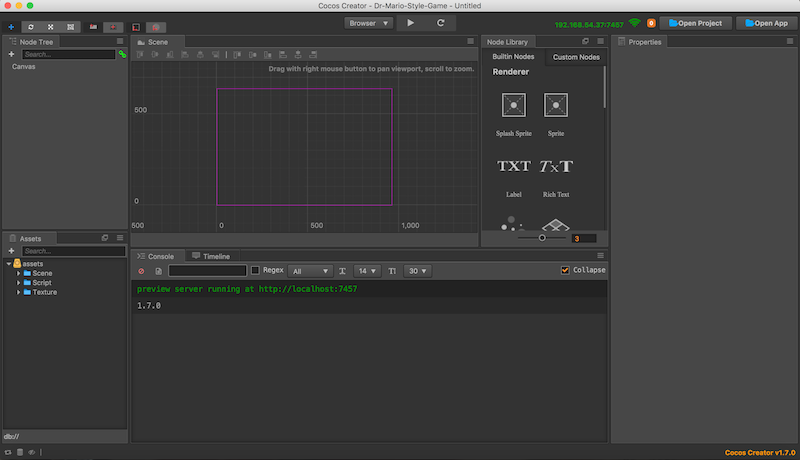 Cocos Creator - Dr-Mario-Style-Game - Untitled
Browser
192.168.54.37:7457
0
Open Project
Open App
Node Tree
Search...
Canvas
Scene
Drag with right mouse button to pan viewport, scroll to zoom.
500
0
500
0
500
1,000
Node Library
Builtin Nodes
Custom Nodes
Renderer
Splash Sprite
Sprite
TXT
TxT
Label
Rich Text
3
Properties
Assets
Search...
assets
Scene
Script
Texture
db://
Console
Timeline
Regex
All
14
30
Collapse
preview server running at http://localhost:7457
1.7.0
Cocos Creator v1.7.0